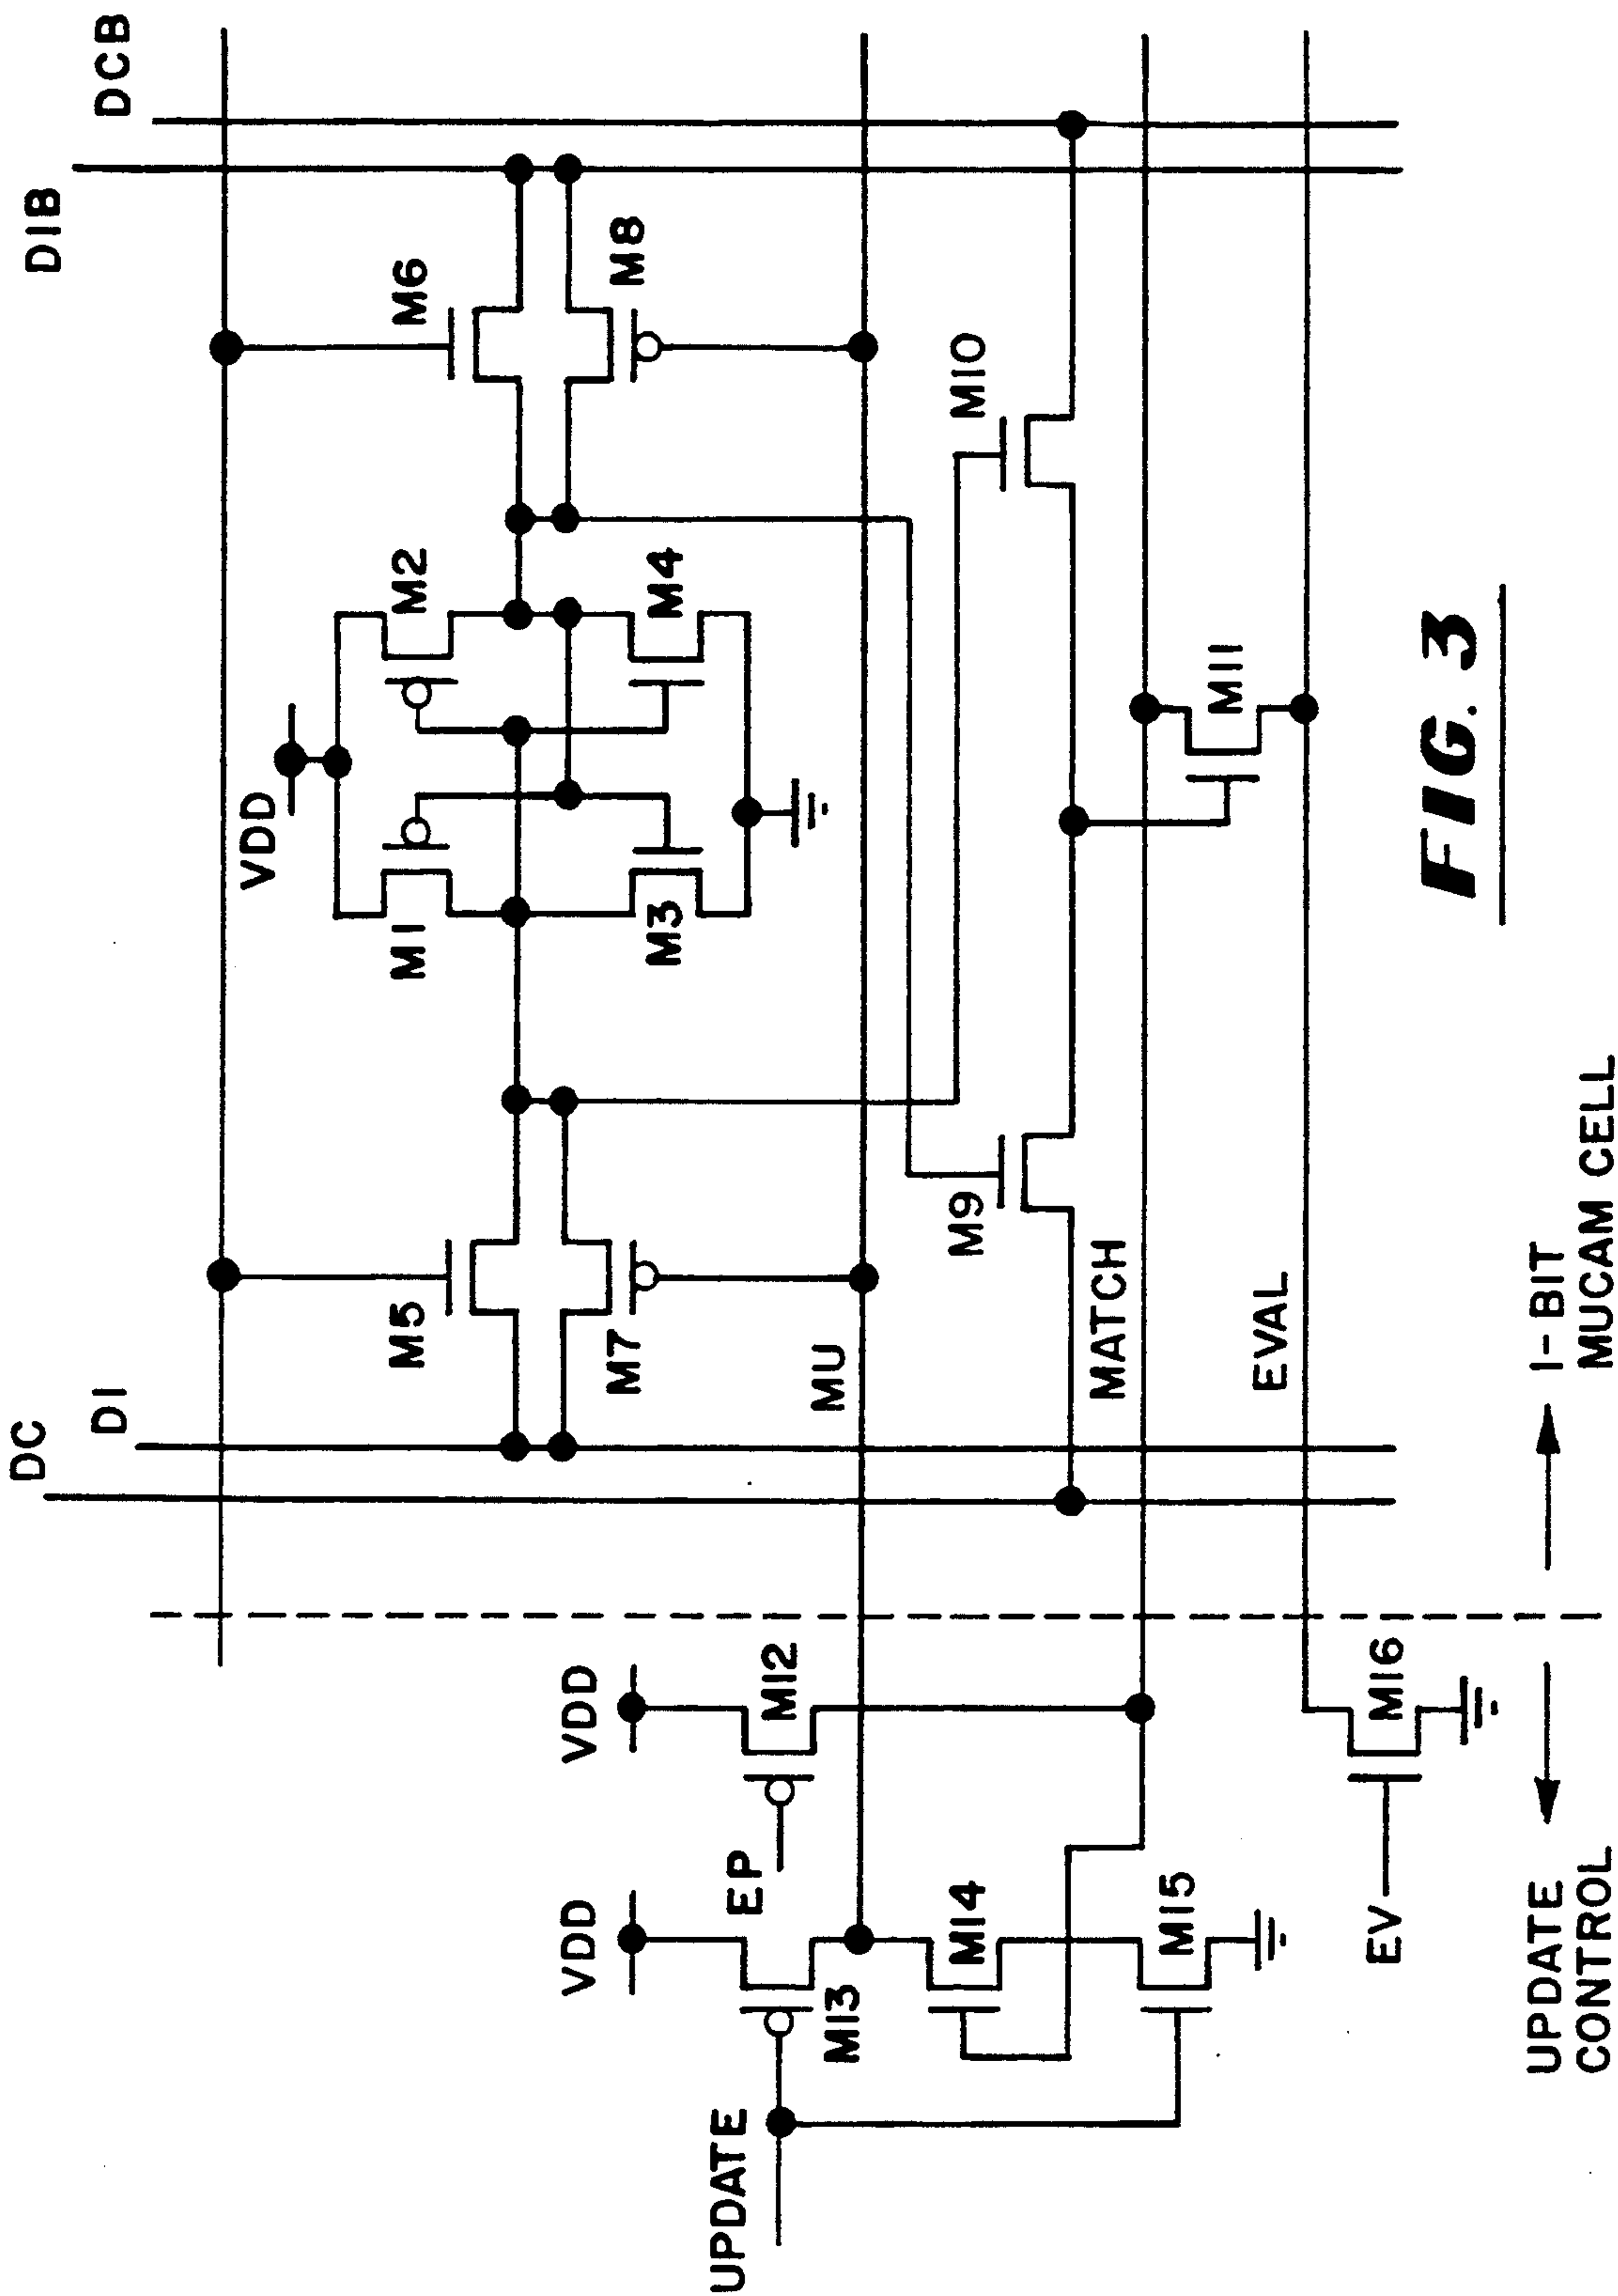 DC
DI
DIB
DCB
VDD
M1
M2
M3
M4
M5
M6
M7
M8
MU
M9
M10
MATCH
M11
EVAL
VDD
VDD
EP
M12
UPDATE
M13
M14
M15
EV
M16
UPDATE
CONTROL
1-BIT
MUCAM CELL
FIG. 3